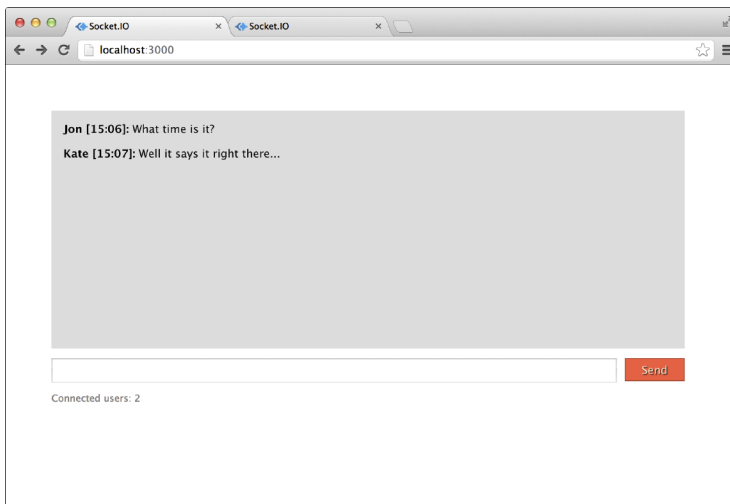 Socket.IO
Socket.IO
localhost:3000
Jon [15:06]: What time is it?
Kate [15:07]: Well it says it right there...
Send
Connected users: 2